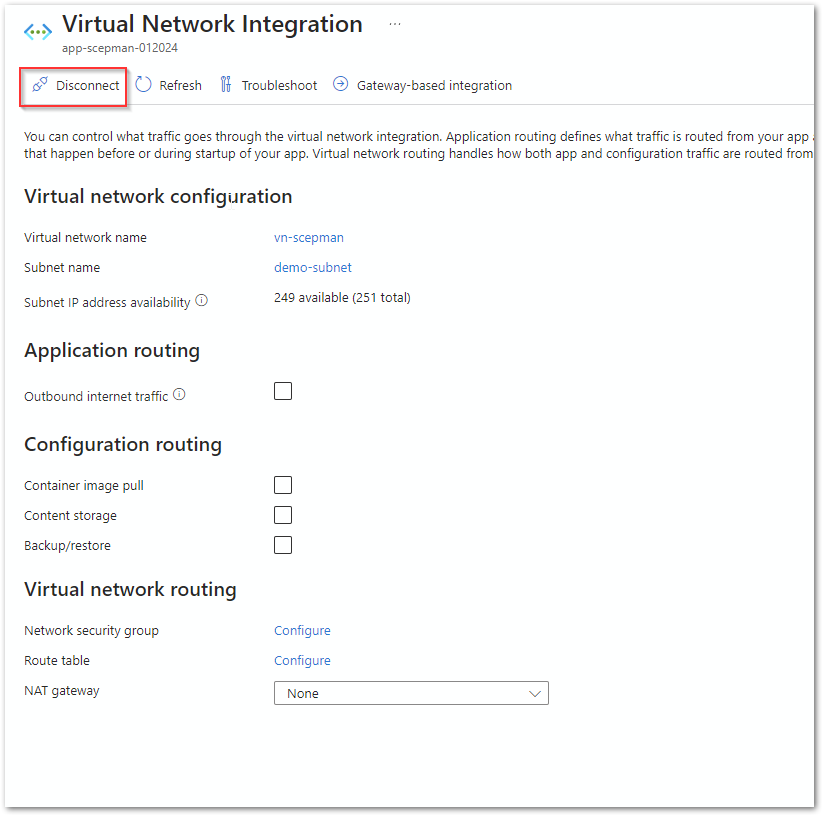 Virtual Network Integration ...
app-scepman-012024
Disconnect Refresh Troubleshoot Gateway-based integration
You can control what traffic goes through the virtual network integration. Application routing defines what traffic is routed from your app
that happen before or during startup of your app. Virtual network routing handles how both app and configuration traffic are routed from
Virtual network configuration
Virtual network name vn-scepman
Subnet name demo-subnet
Subnet IP address availability 249 available (251 total)
Application routing
Outbound internet traffic
Configuration routing
Container image pull
Content storage
Backup/restore
Virtual network routing
Network security group Configure
Route table Configure
NAT gateway None